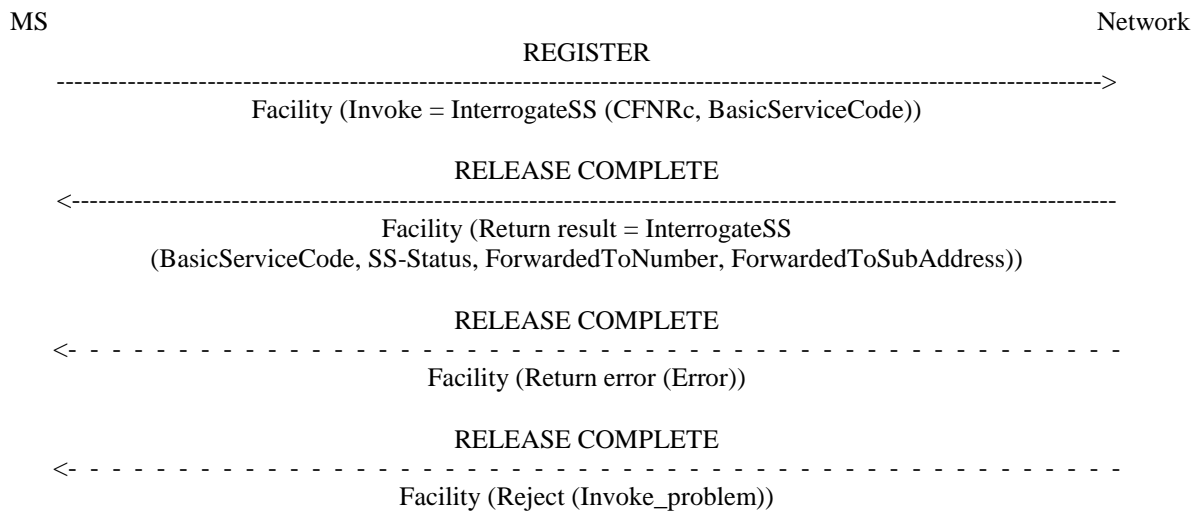 MS Network
REGISTER
Facility (Invoke = InterrogateSS (CFNRc, BasicServiceCode))
RELEASE COMPLETE
Facility (Return result = InterrogateSS
(BasicServiceCode, SS-Status, ForwardedToNumber, ForwardedToSubAddress))
RELEASE COMPLETE
Facility (Return error (Error))
RELEASE COMPLETE
Facility (Reject (Invoke_problem))